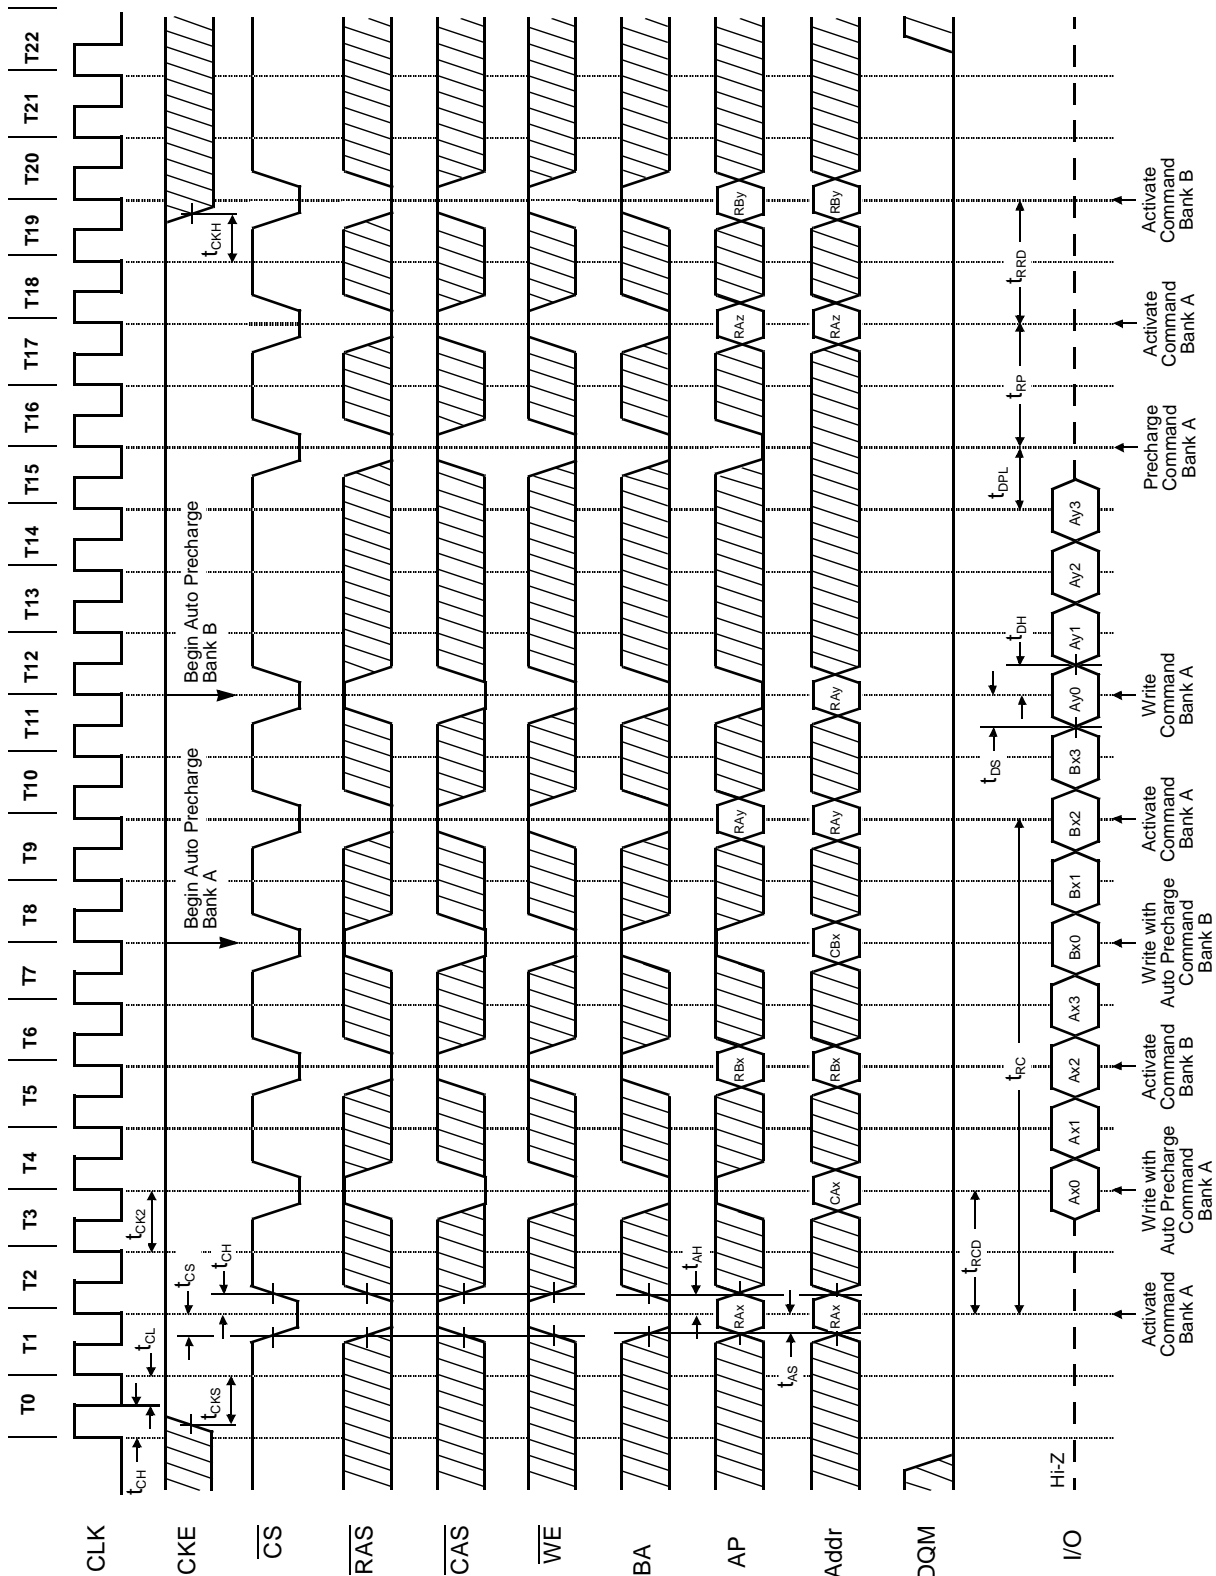 T0 T1 T2 T3 T4 T5 T6 T7 T8 T9 T10 T11 T12 T13 T14 T15 T16 T17 T18 T19 T20 T21 T22
CLK
tCH
tCL
tCK2
CKE
tCKS
tCKH
Begin Auto Precharge
Bank A
Begin Auto Precharge
Bank B
CS
tCS
tCH
RAS
CAS
WE
BA
AP
tAH
RAx RBx RAy RAz RBy
tAS
Addr
RAx CAx RBx CBx RAy RAy RAz RBy
DQM
tRCD
tDS
tRC
tDH
tDPL
tRP
tRRD
I/O
Hi-Z
Ax0 Ax1 Ax2 Ax3 Bx0 Bx1 Bx2 Bx3 Ay0 Ay1 Ay2 Ay3
Activate
Command
Bank A
Write with
Auto Precharge
Command
Bank A
Activate
Command
Bank B
Write with
Auto Precharge
Command
Bank B
Activate
Command
Bank A
Write
Command
Bank A
Precharge
Command
Bank A
Activate
Command
Bank A
Activate
Command
Bank B